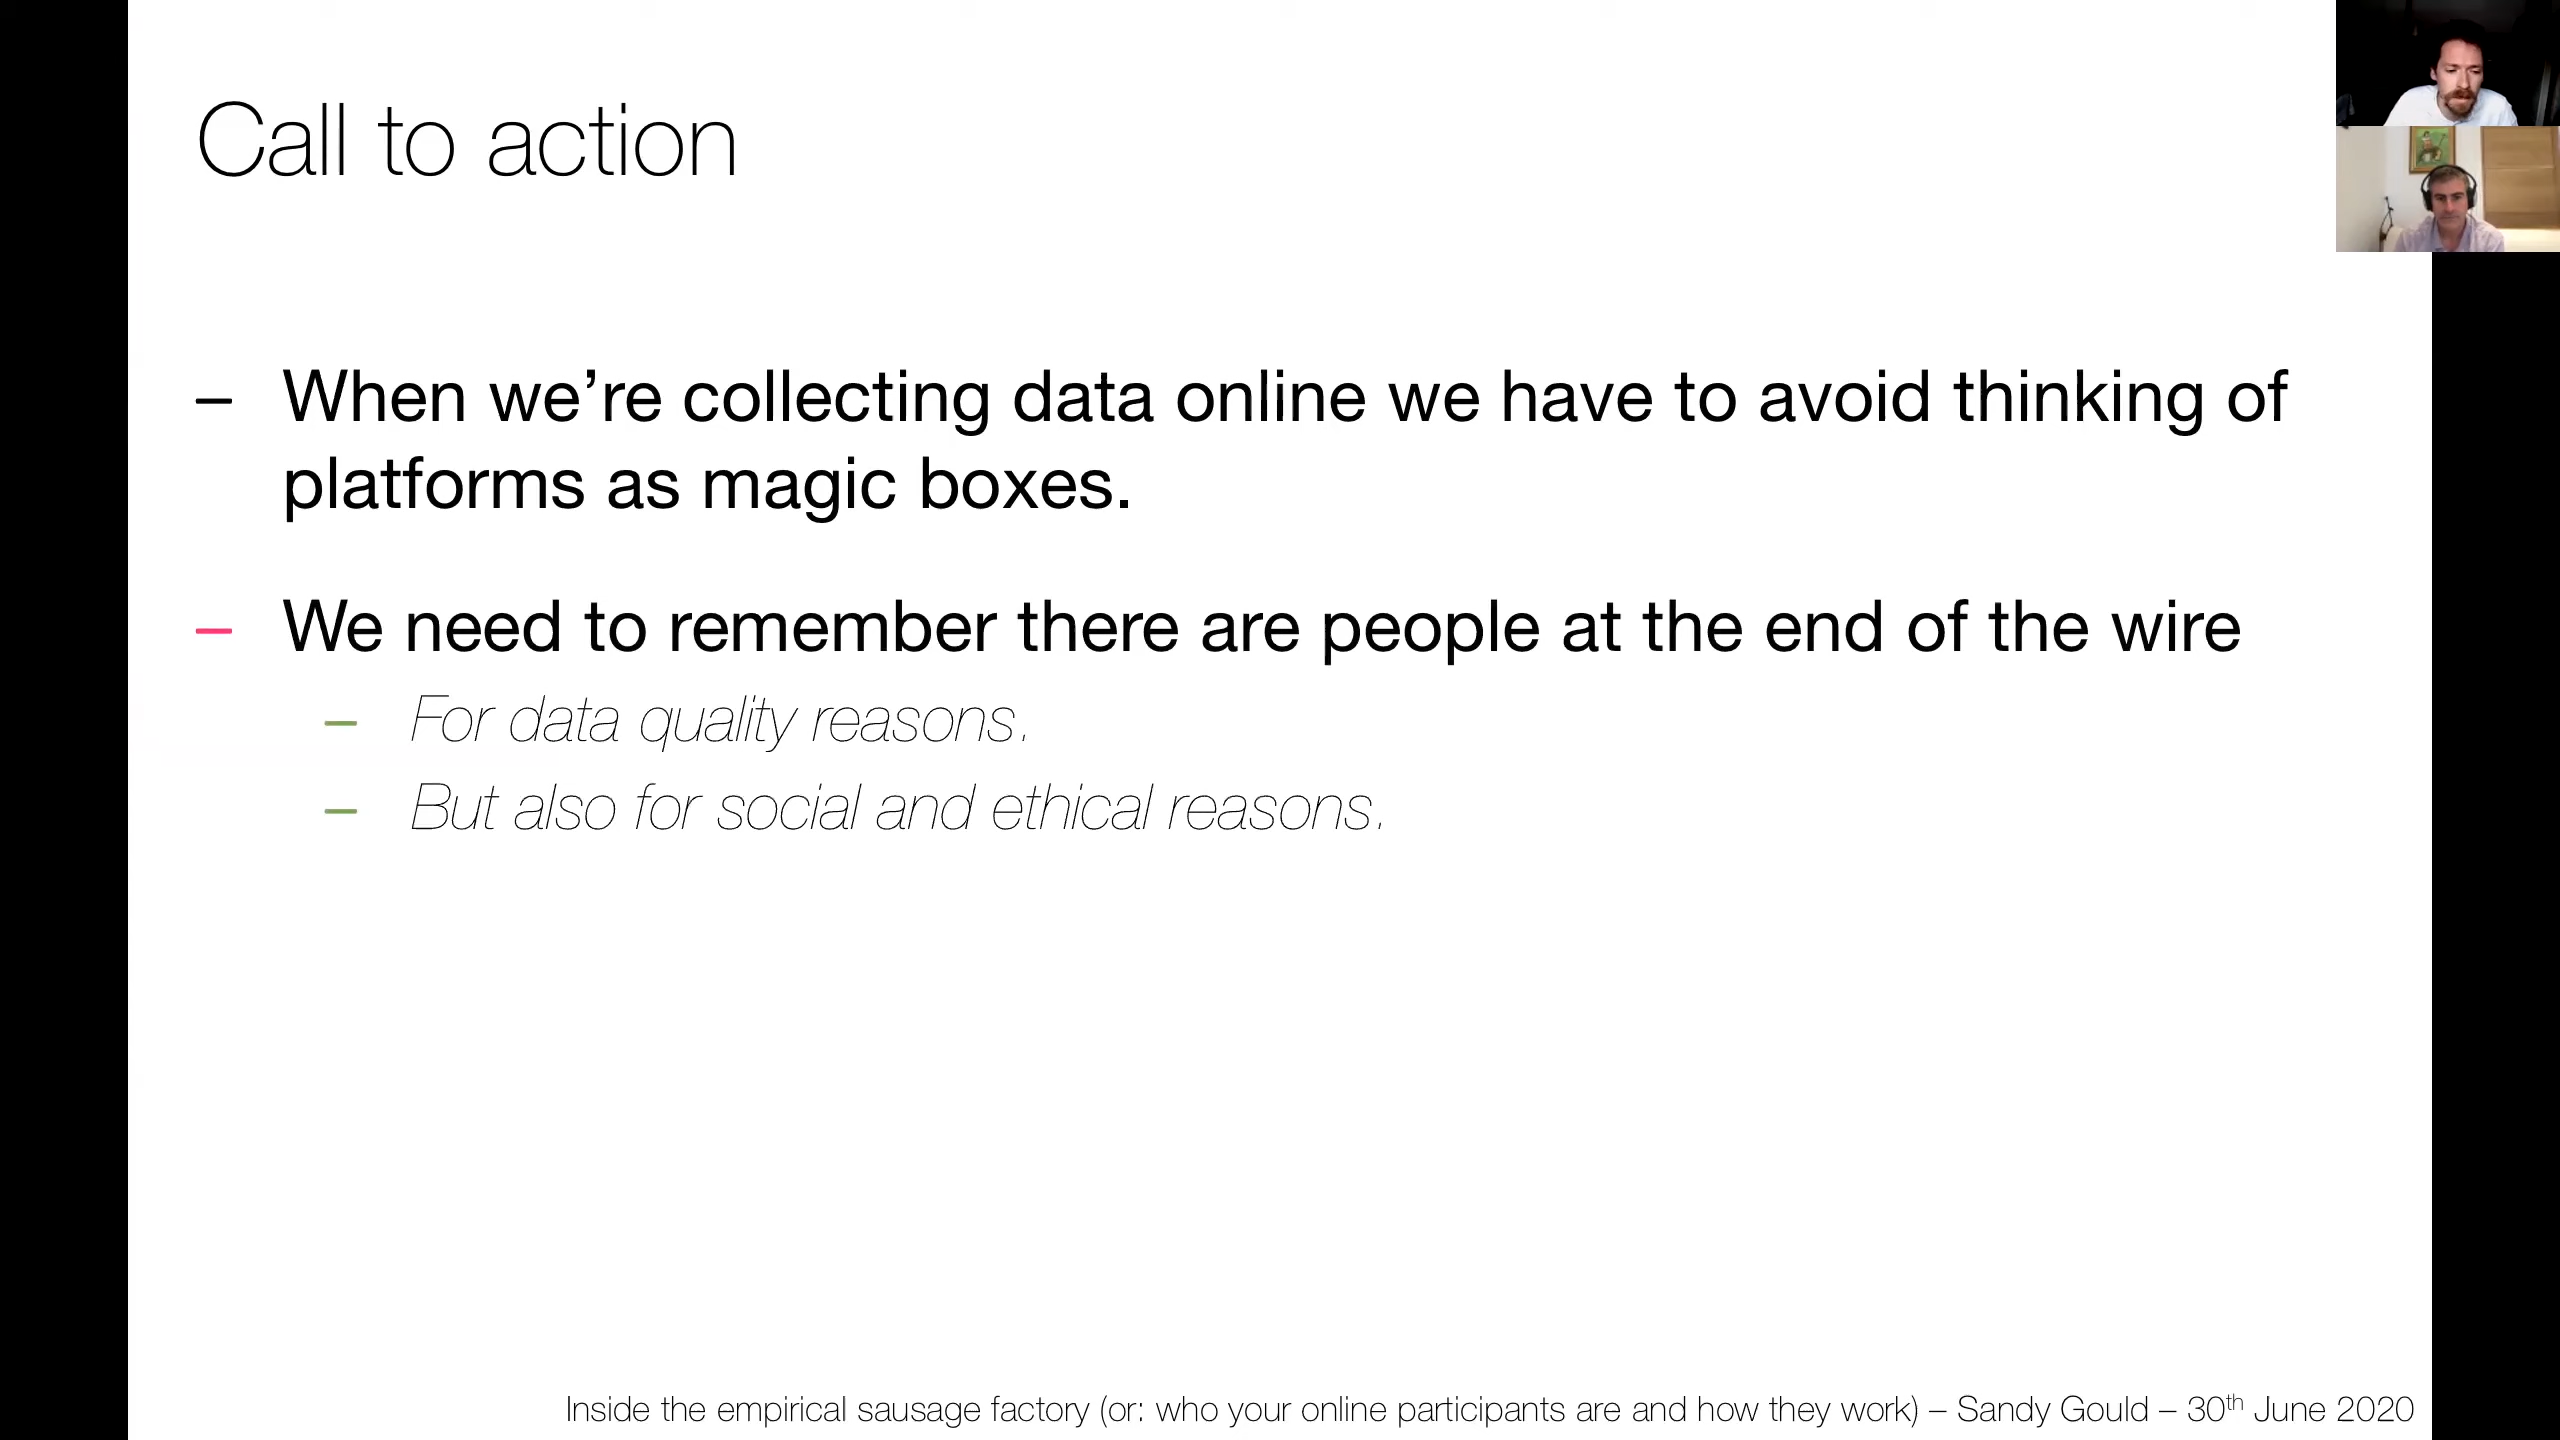 Call to action
– When we’re collecting data online we have to avoid thinking of
platforms as magic boxes.
– We need to remember there are people at the end of the wire
– For data quality reasons.
– But also for social and ethical reasons.
Inside the empirical sausage factory (or: who your online participants are and how they work) – Sandy Gould – 30th June 2020